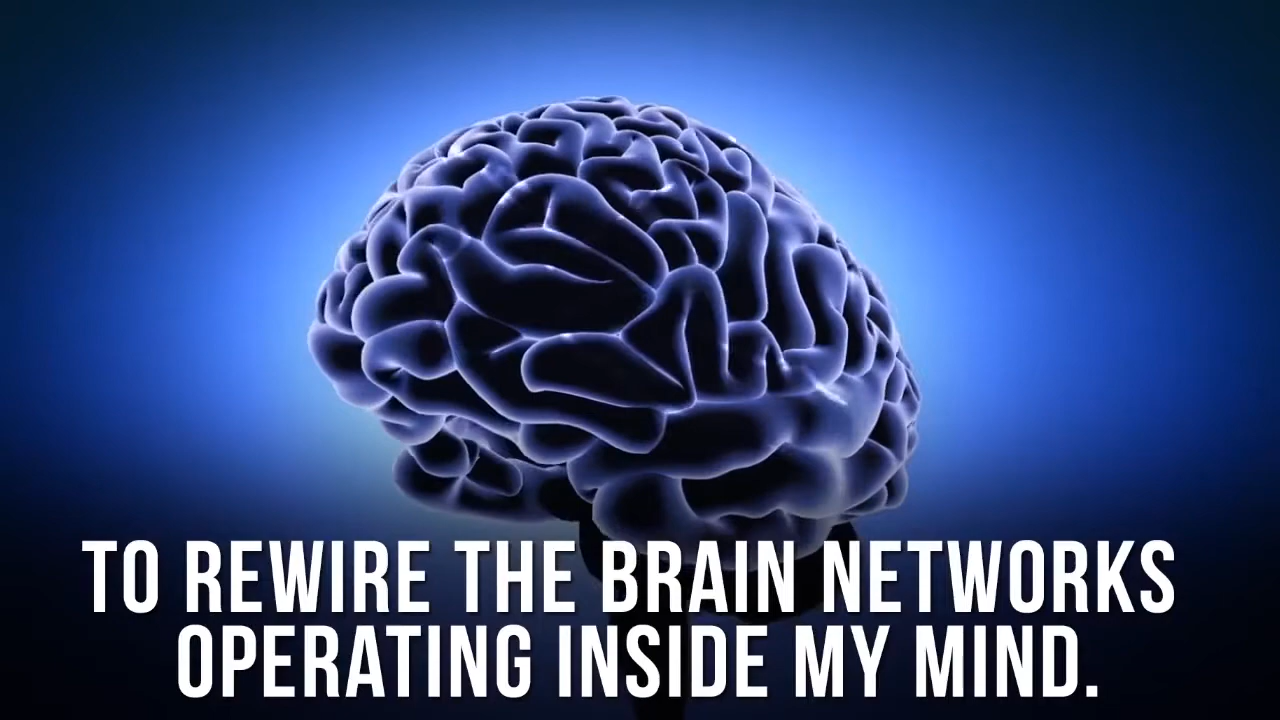 TO REWIRE THE BRAIN NETWORKS
OPERATING INSIDE MY MIND.